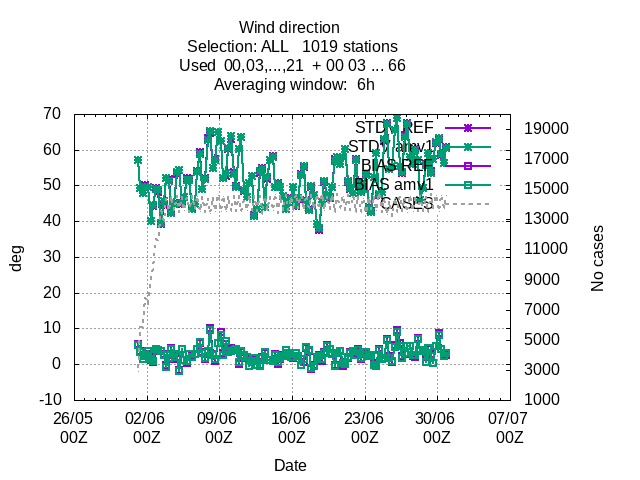 Wind direction
Selection: ALL   1019 stations
Used  00,03,...,21  + 00 03 ... 66
Averaging window:  6h
70
60
50
40
30
20
10
0
-10
deg
19000
17000
15000
13000
11000
9000
7000
5000
3000
1000
No cases
STDV REF
STDV amv1
BIAS REF
BIAS amv1
CASES
26/05 02/06 09/06 16/06 23/06 30/06 07/07
00Z 00Z 00Z 00Z 00Z 00Z 00Z
Date